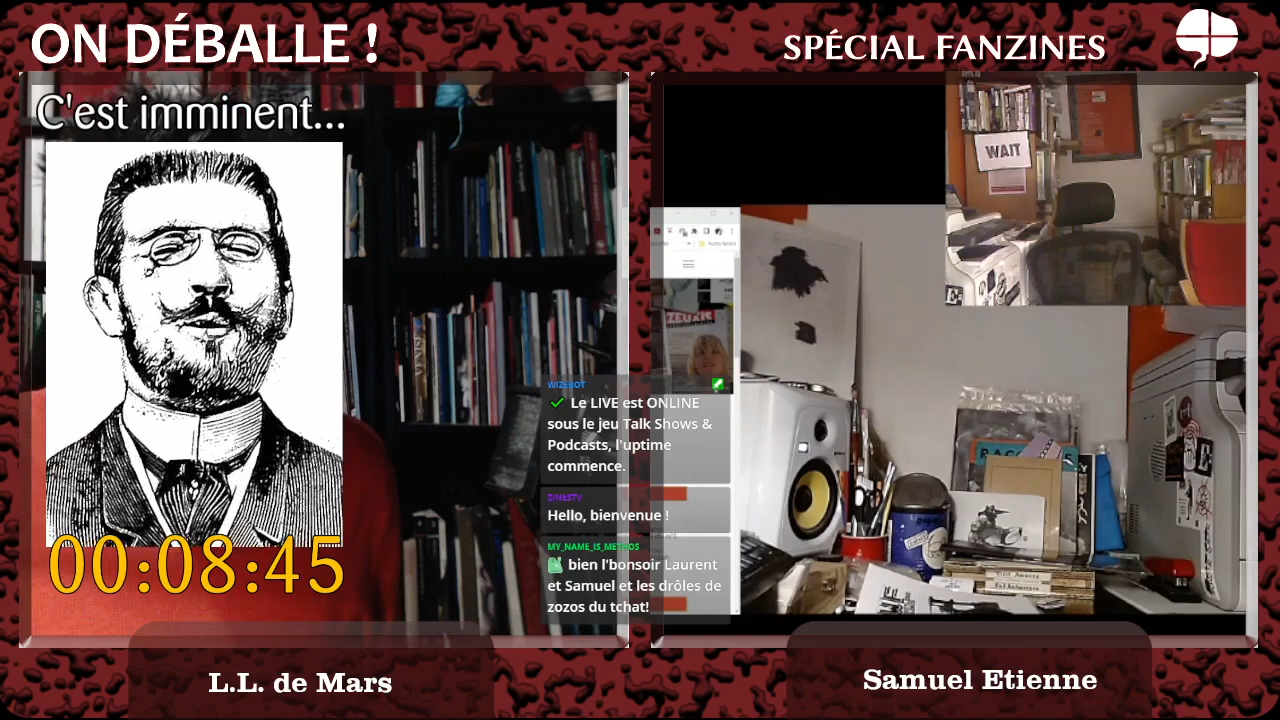 ON DÉBALLE !
SPÉCIAL FANZINES
C'est imminent...
WAIT
WIZEBOT
Le LIVE est ONLINE
sous le jeu Talk Shows &
Podcasts, l'uptime
commence.
ZINESTV
Hello, bienvenue !
MY_NAME_IS_METHOS
bien l'bonsoir Laurent
et Samuel et les drôles de
zozos du tchat!
00:08:45
L.L. de Mars
Samuel Etienne